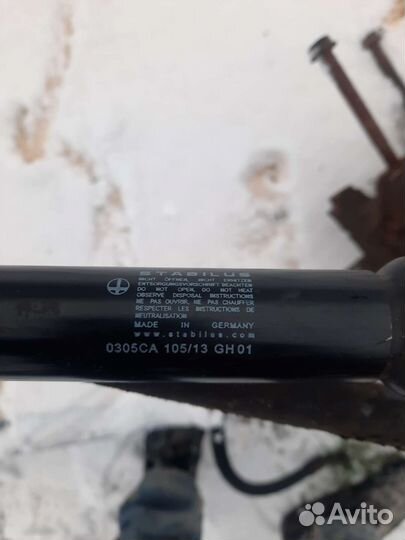 STABILUS
NICHT ÖFFNEN, NICHT ERHITZEN
ENTSORGUNGSVORSCHRIFT BEACHTEN
DO NOT OPEN, DO NOT HEAT
OBSERVE DISPOSAL INSTRUCTIONS
NE PAS OUVRIR, NE PAS CHAUFFER
RESPECTER LES INSTRUCTIONS DE
NEUTRALISATION
MADE IN GERMANY
www.stabilus.com
0305CA 105/13 GH01
Avito